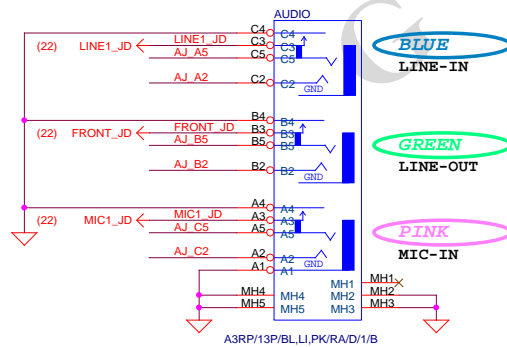 AUDIO
C4 C4
(22) LINE1_JD LINE1_JD C3 C3 BLUE
AJ_A5 C5 C5 LINE-IN
AJ_A2 C2 C2
GND
B4 B4
(22) FRONT_JD FRONT_JD B3 B3 GREEN
AJ_B5 B5 B5 LINE-OUT
AJ_B2 B2 B2
GND
A4 A4
(22) MIC1_JD MIC1_JD A3 A3 PINK
AJ_C5 A5 A5 MIC-IN
AJ_C2 A2 A2
GND
A1 A1
MH1 MH1
MH4 MH4 MH2 MH2
MH5 MH5 MH3 MH3
A3RP/13P/BL,LI,PK/RA/D/1/B